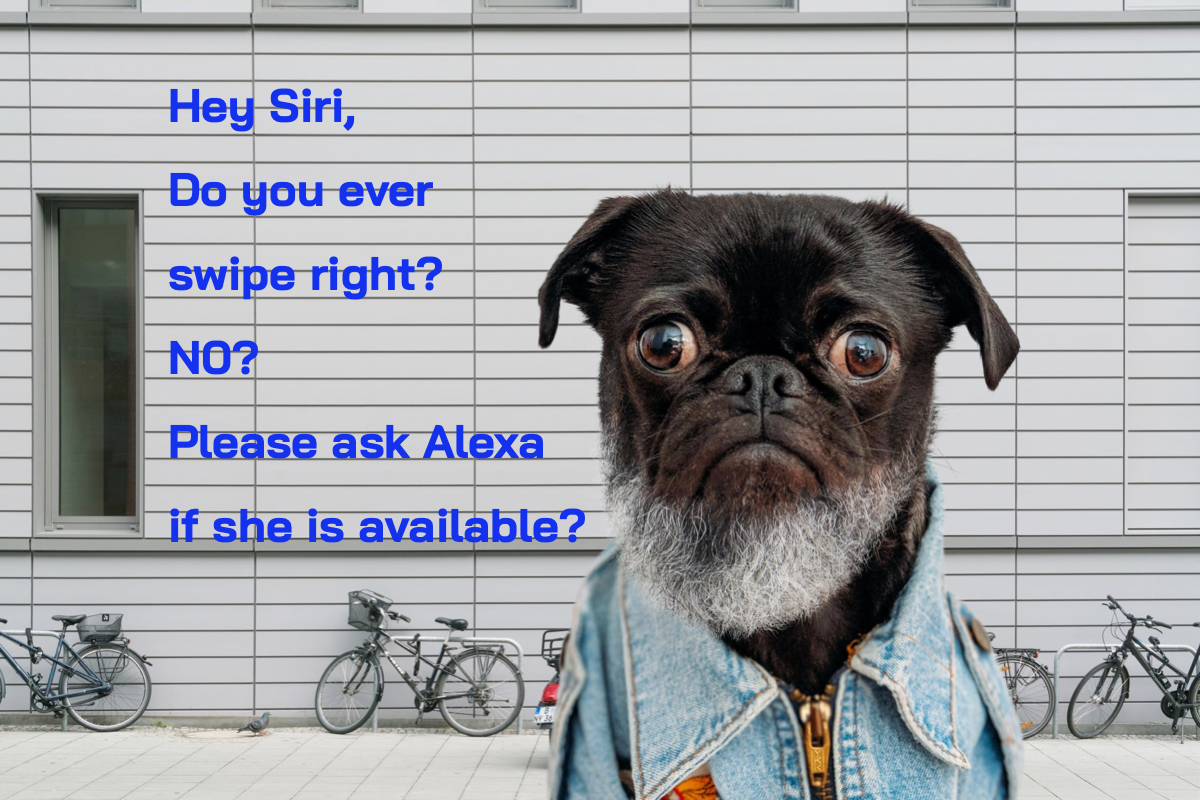 Hey Siri,
Do you ever
swipe right?
NO?
Please ask Alexa
if she is available?